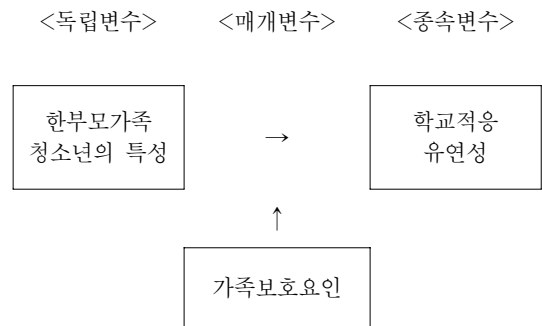 <독립변수> <매개변수> <종속변수>
한부모가족
청소년의 특성
→
학교적응
유연성
↑
가족보호요인